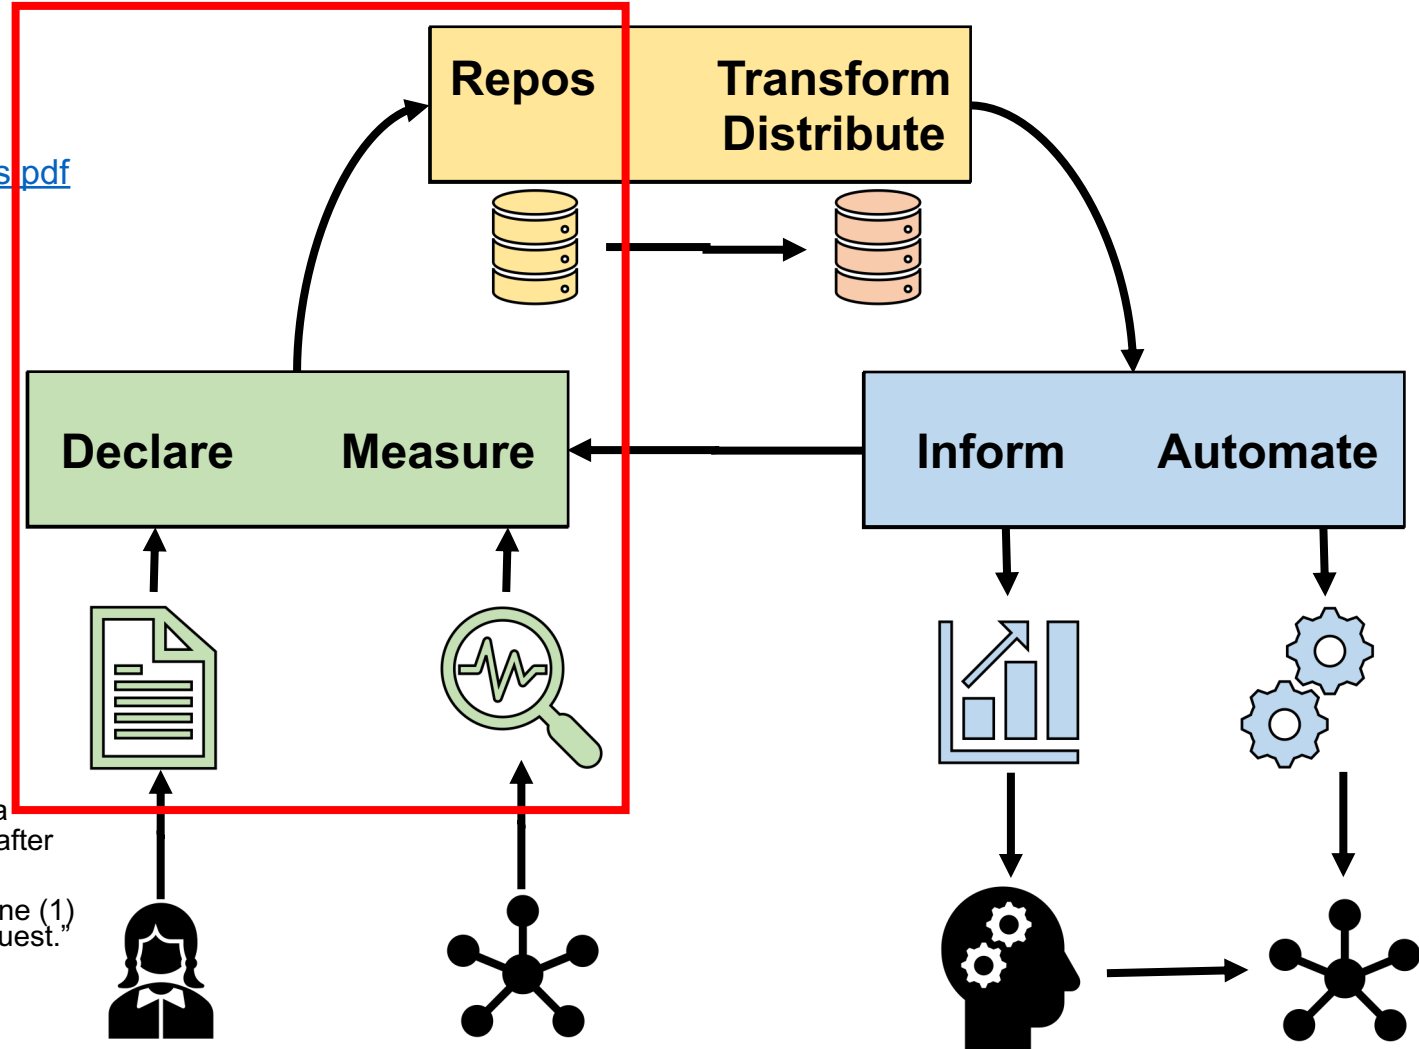 Repos
Transform
Distribute
s.pdf
Declare
Measure
Inform
Automate
a
after
ne (1)
uest.”